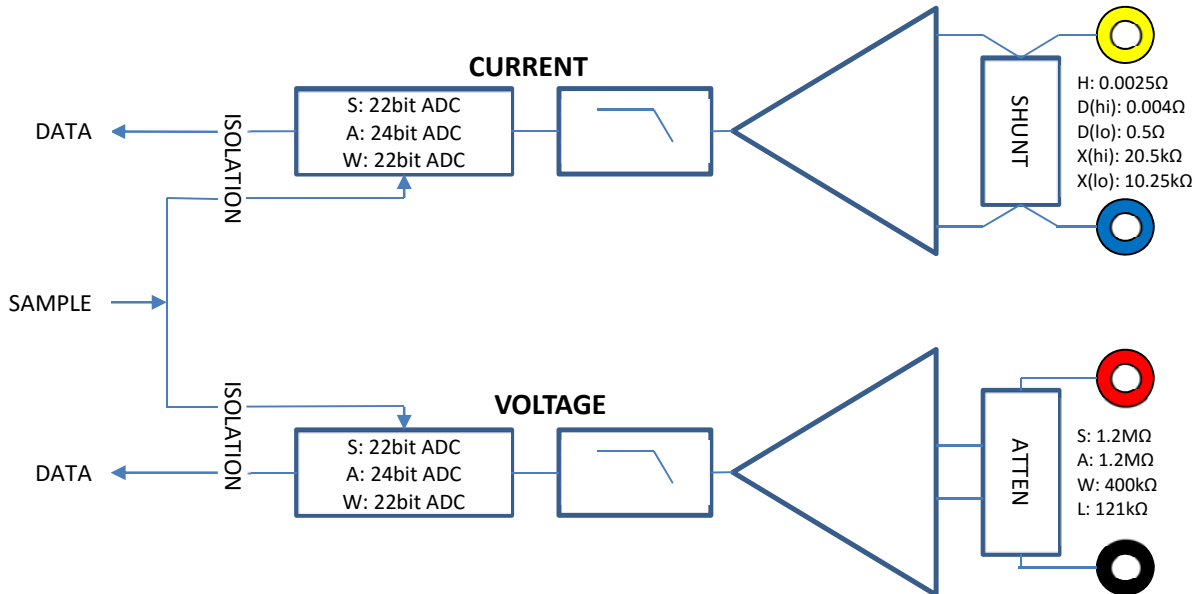 CURRENT
S: 22bit ADC
A: 24bit ADC
W: 22bit ADC
DATA
ISOLATION
SHUNT
H: 0.0025Ω
D(hi): 0.004Ω
D(lo): 0.5Ω
X(hi): 20.5kΩ
X(lo): 10.25kΩ
SAMPLE
VOLTAGE
S: 22bit ADC
A: 24bit ADC
W: 22bit ADC
DATA
ISOLATION
ATTEN
S: 1.2MΩ
A: 1.2MΩ
W: 400kΩ
L: 121kΩ